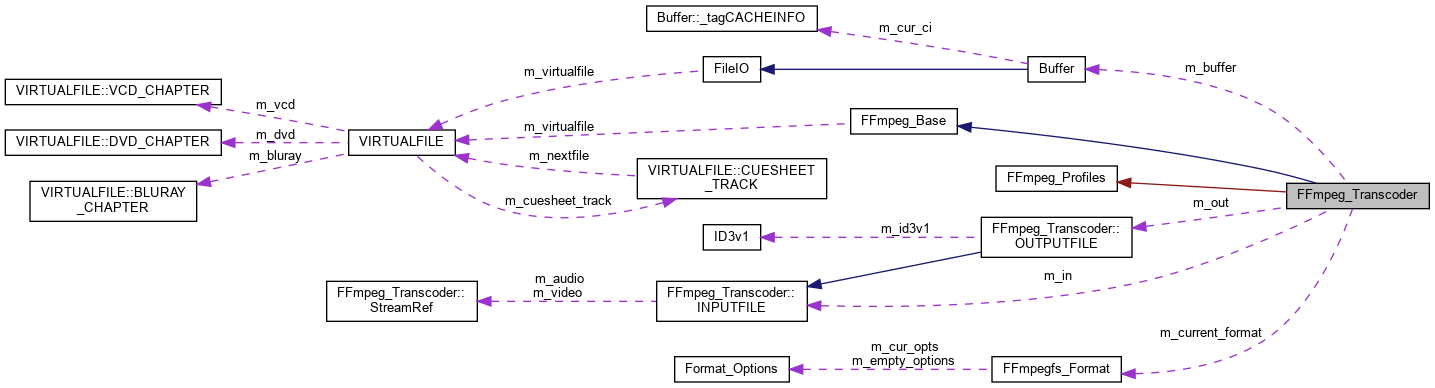 Buffer::_tagCACHEINFO
m_cur_ci
m_virtualfile
FileIO
Buffer
m_buffer
VIRTUALFILE::VCD_CHAPTER
m_vcd
m_virtualfile
FFmpeg_Base
VIRTUALFILE::DVD_CHAPTER
m_dvd
VIRTUALFILE
m_nextfile
m_bluray
VIRTUALFILE::CUESHEET
_TRACK
FFmpeg_Profiles
VIRTUALFILE::BLURAY
_CHAPTER
m_cuesheet_track
FFmpeg_Transcoder
m_out
ID3v1
m_id3v1
FFmpeg_Transcoder::
OUTPUTFILE
m_in
FFmpeg_Transcoder::
StreamRef
m_audio
m_video
FFmpeg_Transcoder::
INPUTFILE
m_current_format
Format_Options
m_cur_opts
m_empty_options
FFmpegfs_Format